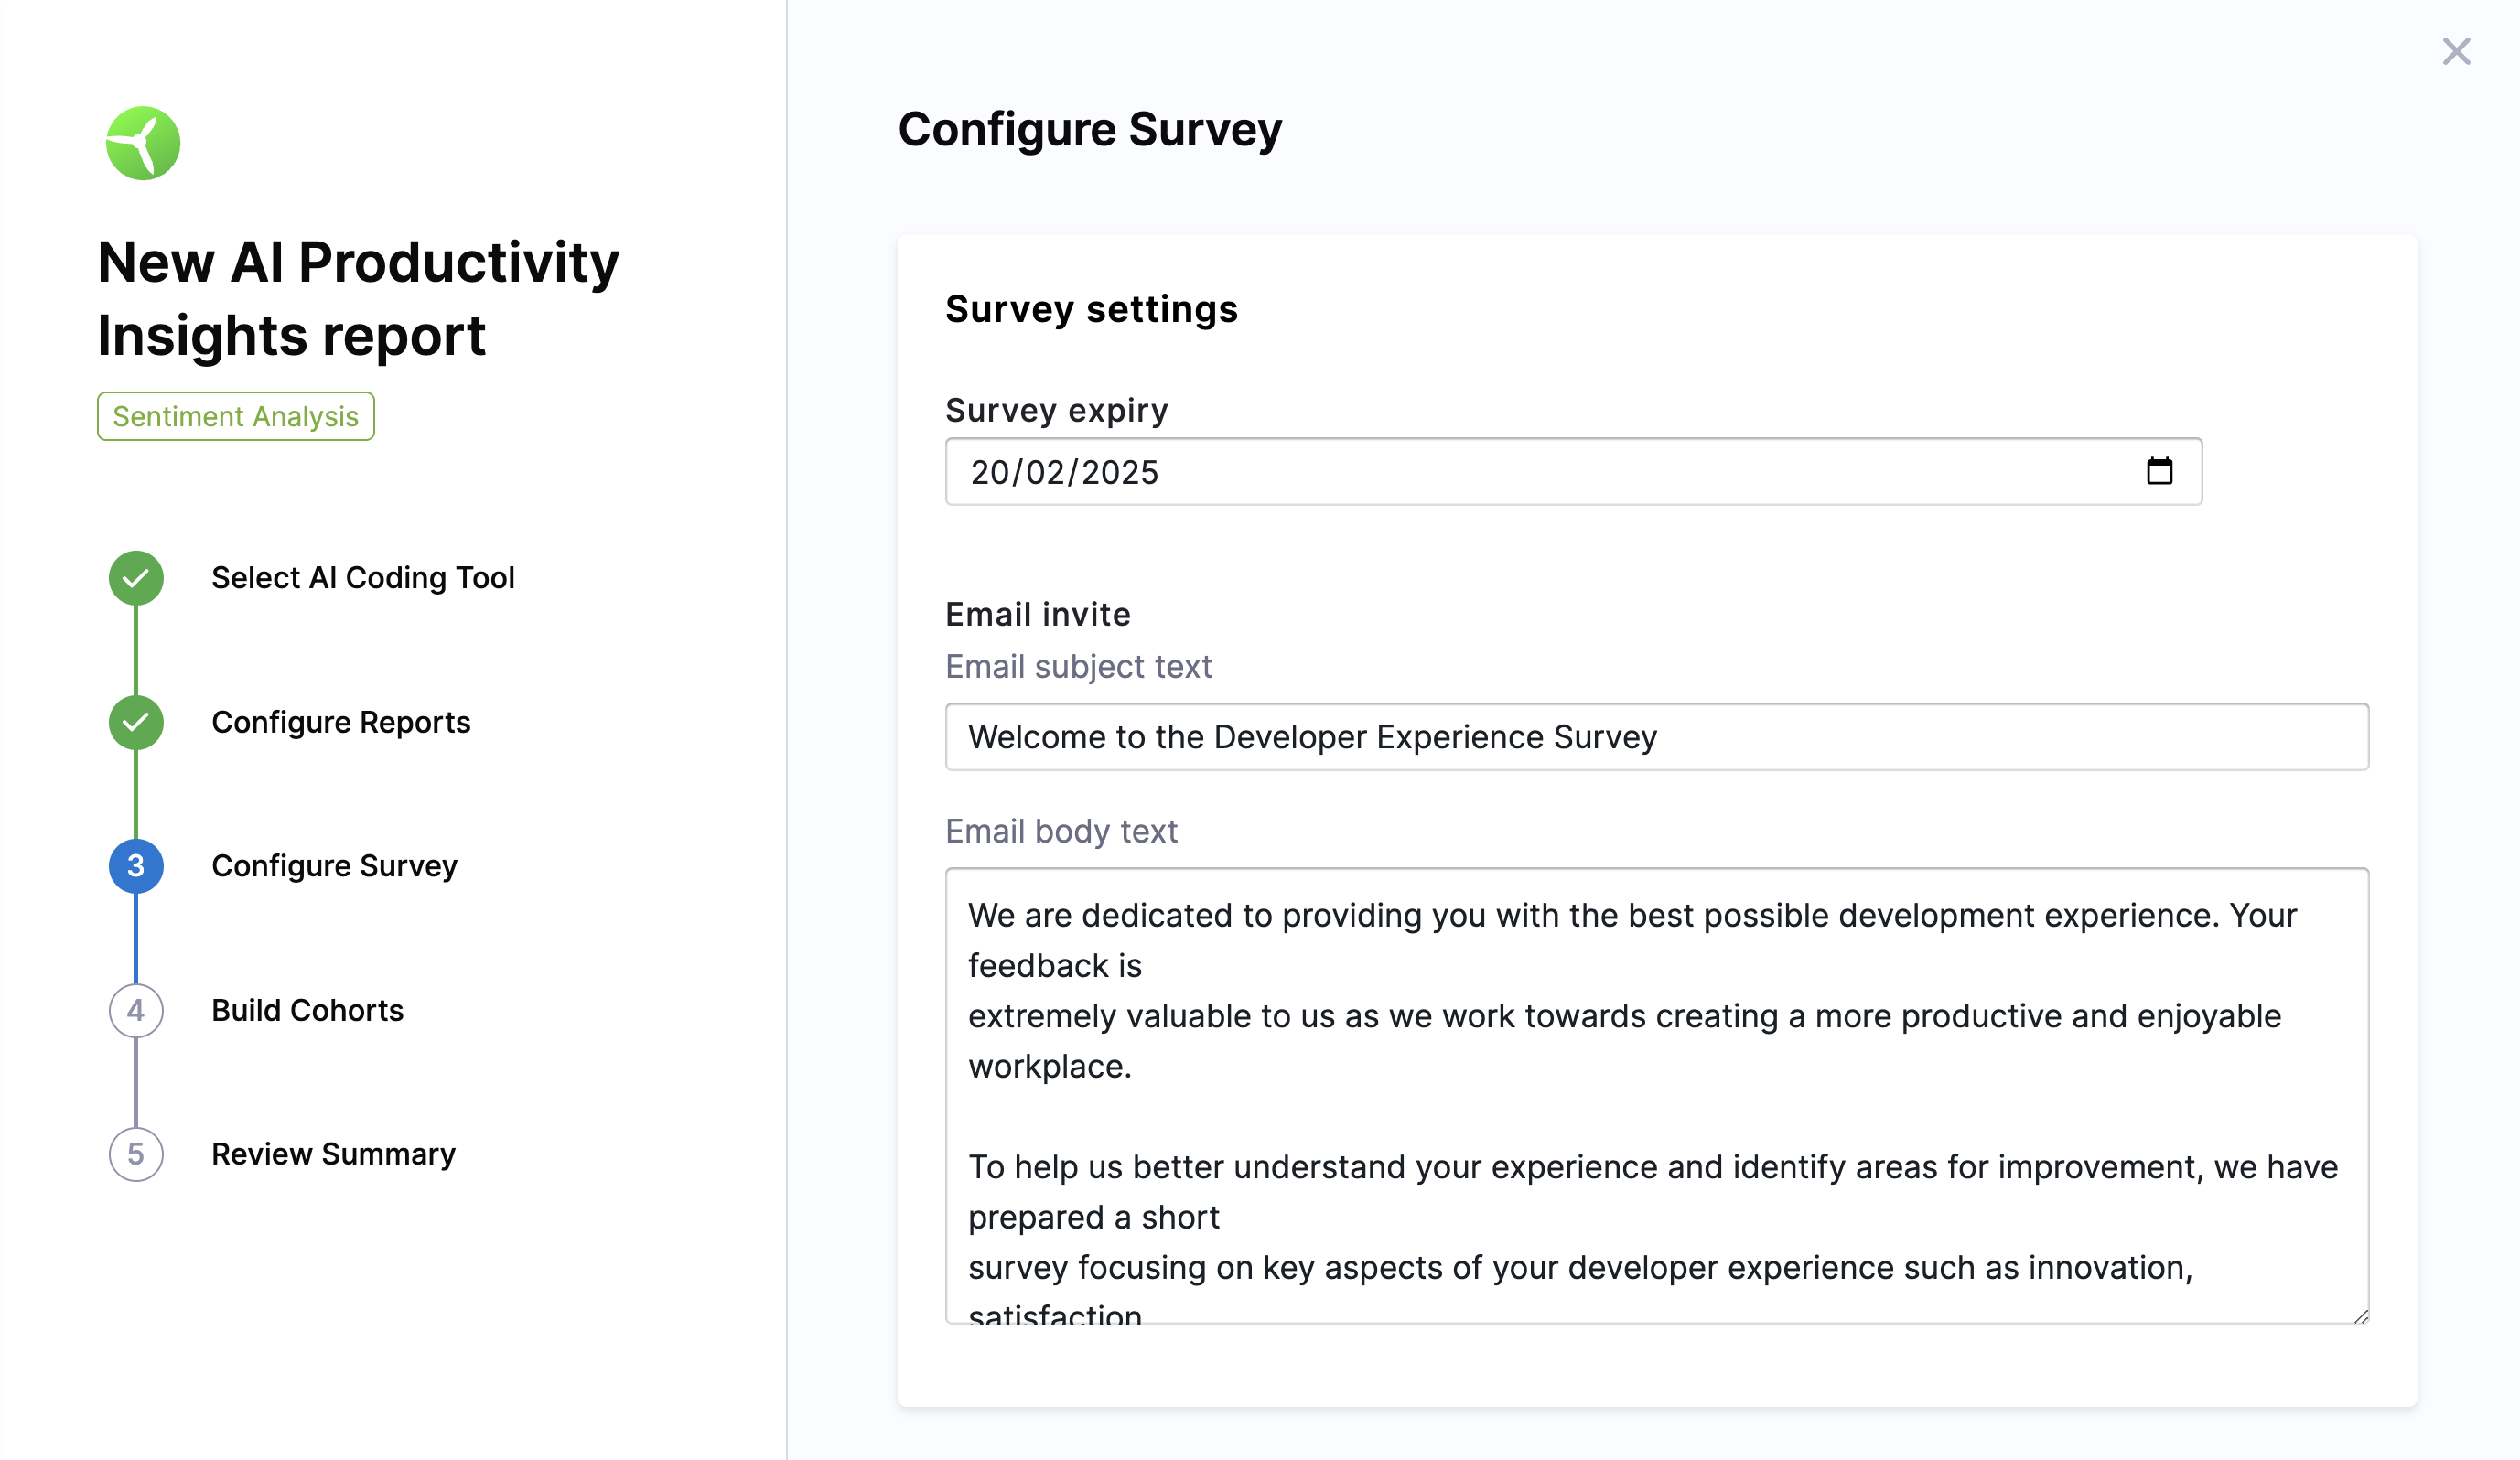 New AI Productivity
Insights report
Sentiment Analysis
Select AI Coding Tool
Configure Reports
3
Configure Survey
4
Build Cohorts
5
Review Summary
Configure Survey
Survey settings
Survey expiry
20/02/2025
Email invite
Email subject text
Welcome to the Developer Experience Survey
Email body text
We are dedicated to providing you with the best possible development experience. Your
feedback is
extremely valuable to us as we work towards creating a more productive and enjoyable
workplace.
To help us better understand your experience and identify areas for improvement, we have
prepared a short
survey focusing on key aspects of your developer experience such as innovation,
satisfaction